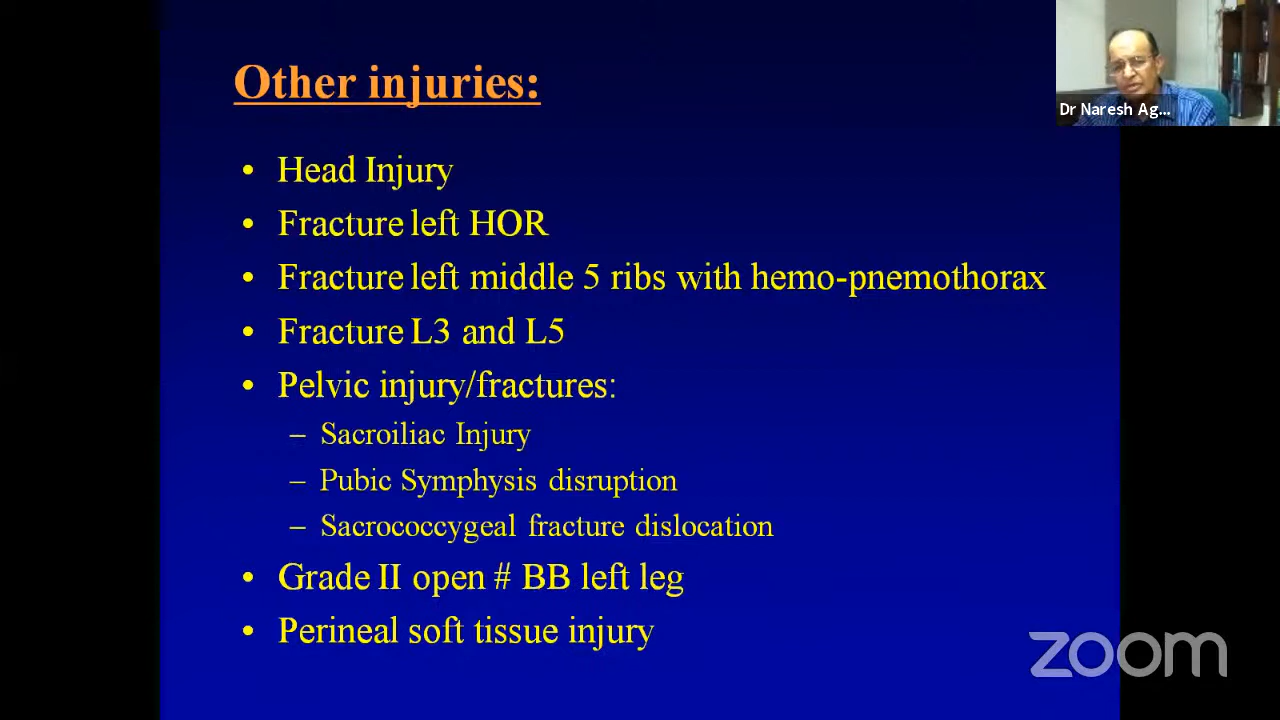 Other injuries:
• Head Injury
• Fracture left HOR
• Fracture left middle 5 ribs with hemo-pnemothorax
• Fracture L3 and L5
• Pelvic injury/fractures:
– Sacroiliac Injury
– Pubic Symphysis disruption
– Sacrococcygeal fracture dislocation
• Grade II open # BB left leg
• Perineal soft tissue injury
Dr Naresh Ag...
zoom